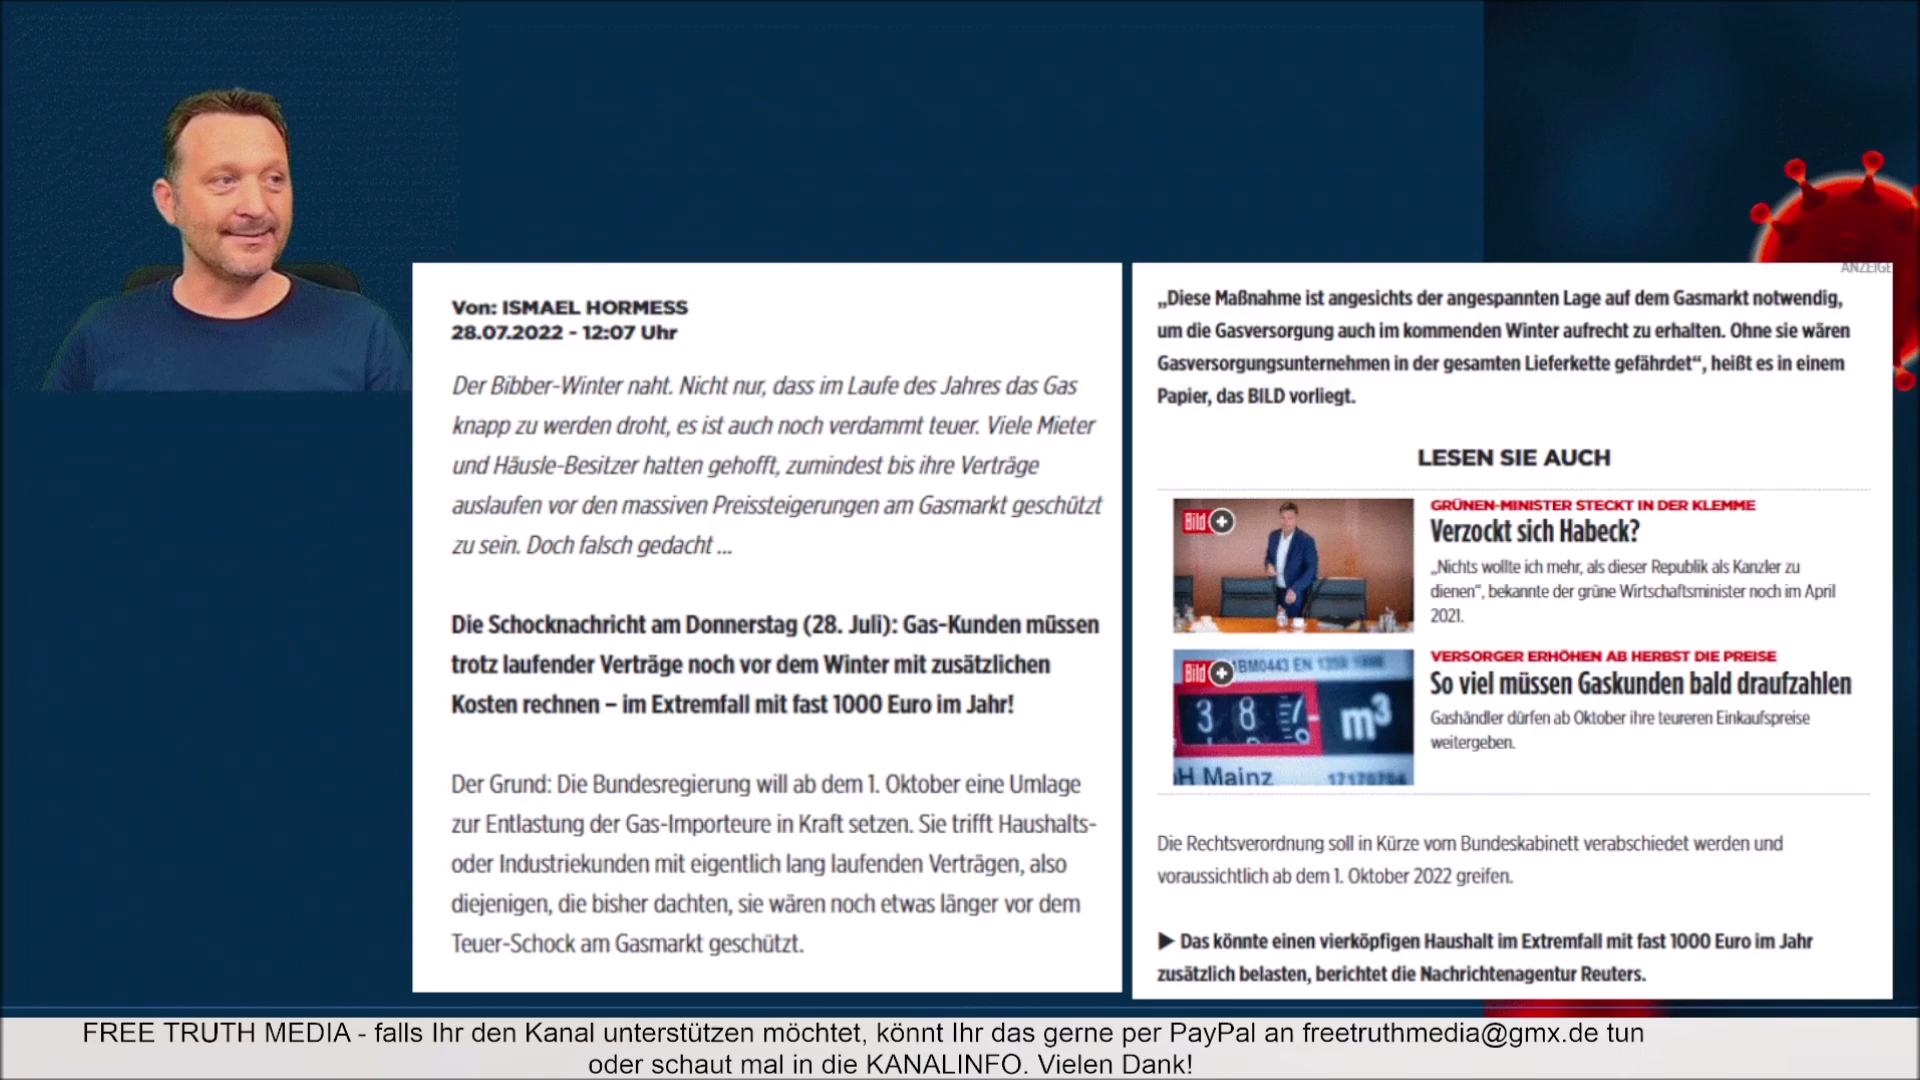 Von: ISMAEL HORMESS
28.07.2022 - 12:07 Uhr
Der Bibber-Winter naht. Nicht nur, dass im Laufe des Jahres das Gas
knapp zu werden droht, es ist auch noch verdammt teuer. Viele Mieter
und Häusle-Besitzer hatten gehofft, zumindest bis ihre Verträge
auslaufen vor den massiven Preissteigerungen am Gasmarkt geschützt
zu sein. Doch falsch gedacht ...
Die Schocknachricht am Donnerstag (28. Juli): Gas-Kunden müssen
trotz laufender Verträge noch vor dem Winter mit zusätzlichen
Kosten rechnen – im Extremfall mit fast 1000 Euro im Jahr!
Der Grund: Die Bundesregierung will ab dem 1. Oktober eine Umlage
zur Entlastung der Gas-Importeure in Kraft setzen. Sie trifft Haushalts-
oder Industriekunden mit eigentlich lang laufenden Verträgen, also
diejenigen, die bisher dachten, sie wären noch etwas länger vor dem
Teuer-Schock am Gasmarkt geschützt.
ANZEIGE
„Diese Maßnahme ist angesichts der angespannten Lage auf dem Gasmarkt notwendig,
um die Gasversorgung auch im kommenden Winter aufrecht zu erhalten. Ohne sie wären
Gasversorgungsunternehmen in der gesamten Lieferkette gefährdet“, heißt es in einem
Papier, das BILD vorliegt.
LESEN SIE AUCH
Bild +
GRÜNEN-MINISTER STECKT IN DER KLEMME
Verzockt sich Habeck?
„Nichts wollte ich mehr, als dieser Republik als Kanzler zu
dienen“, bekannte der grüne Wirtschaftsminister noch im April
2021.
Bild +
3 8 7
m³
H Mainz
VERSORGER ERHÖHEN AB HERBST DIE PREISE
So viel müssen Gaskunden bald draufzahlen
Gashändler dürfen ab Oktober ihre teureren Einkaufspreise
weitergeben.
Die Rechtsverordnung soll in Kürze vom Bundeskabinett verabschiedet werden und
voraussichtlich ab dem 1. Oktober 2022 greifen.
▶ Das könnte einen vierköpfigen Haushalt im Extremfall mit fast 1000 Euro im Jahr
zusätzlich belasten, berichtet die Nachrichtenagentur Reuters.
FREE TRUTH MEDIA - falls Ihr den Kanal unterstützen möchtet, könnt Ihr das gerne per PayPal an freetruthmedia@gmx.de tun
oder schaut mal in die KANALINFO. Vielen Dank!